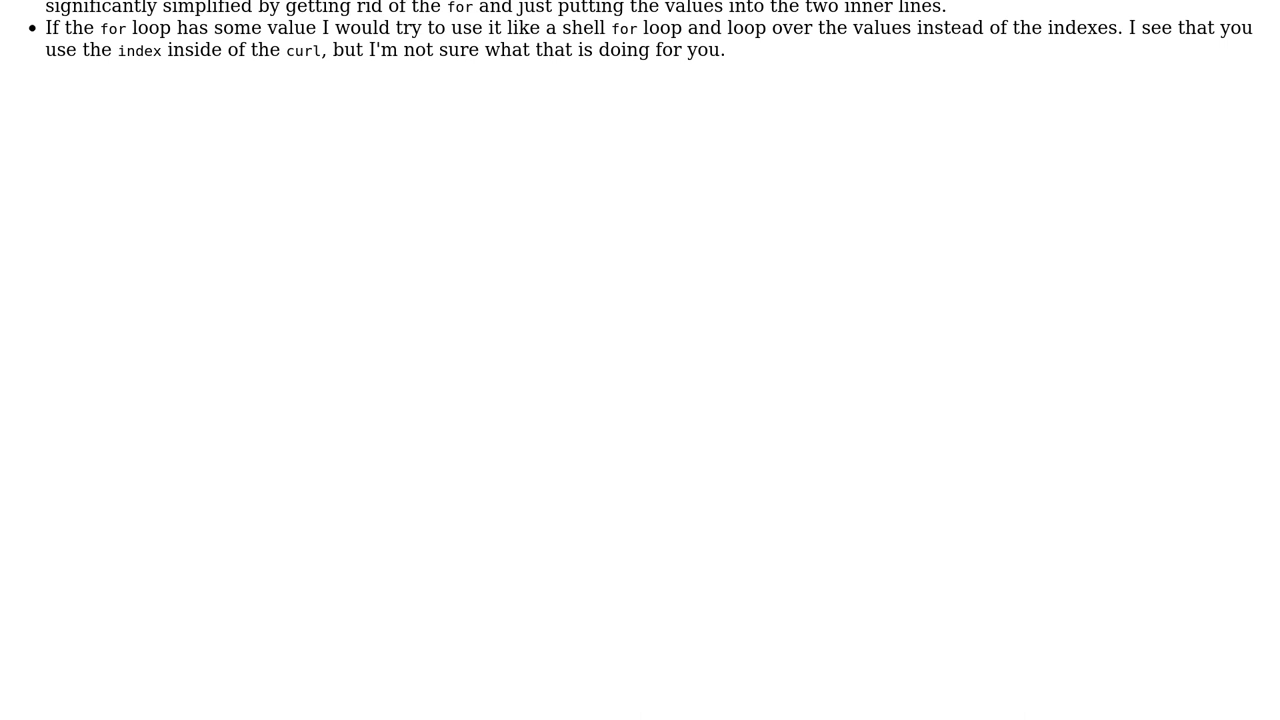 significantly simplified by getting rid of the for and just putting the values into the two inner lines.
• If the for loop has some value I would try to use it like a shell for loop and loop over the values instead of the indexes. I see that you
use the index inside of the curl, but I'm not sure what that is doing for you.